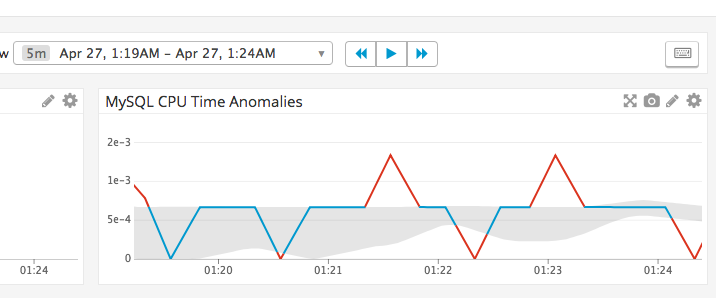 w 5m Apr 27, 1:19AM – Apr 27, 1:24AM
MySQL CPU Time Anomalies
2e-3
1e-3
5e-4
0
01:24
01:20
01:21
01:22
01:23
01:24